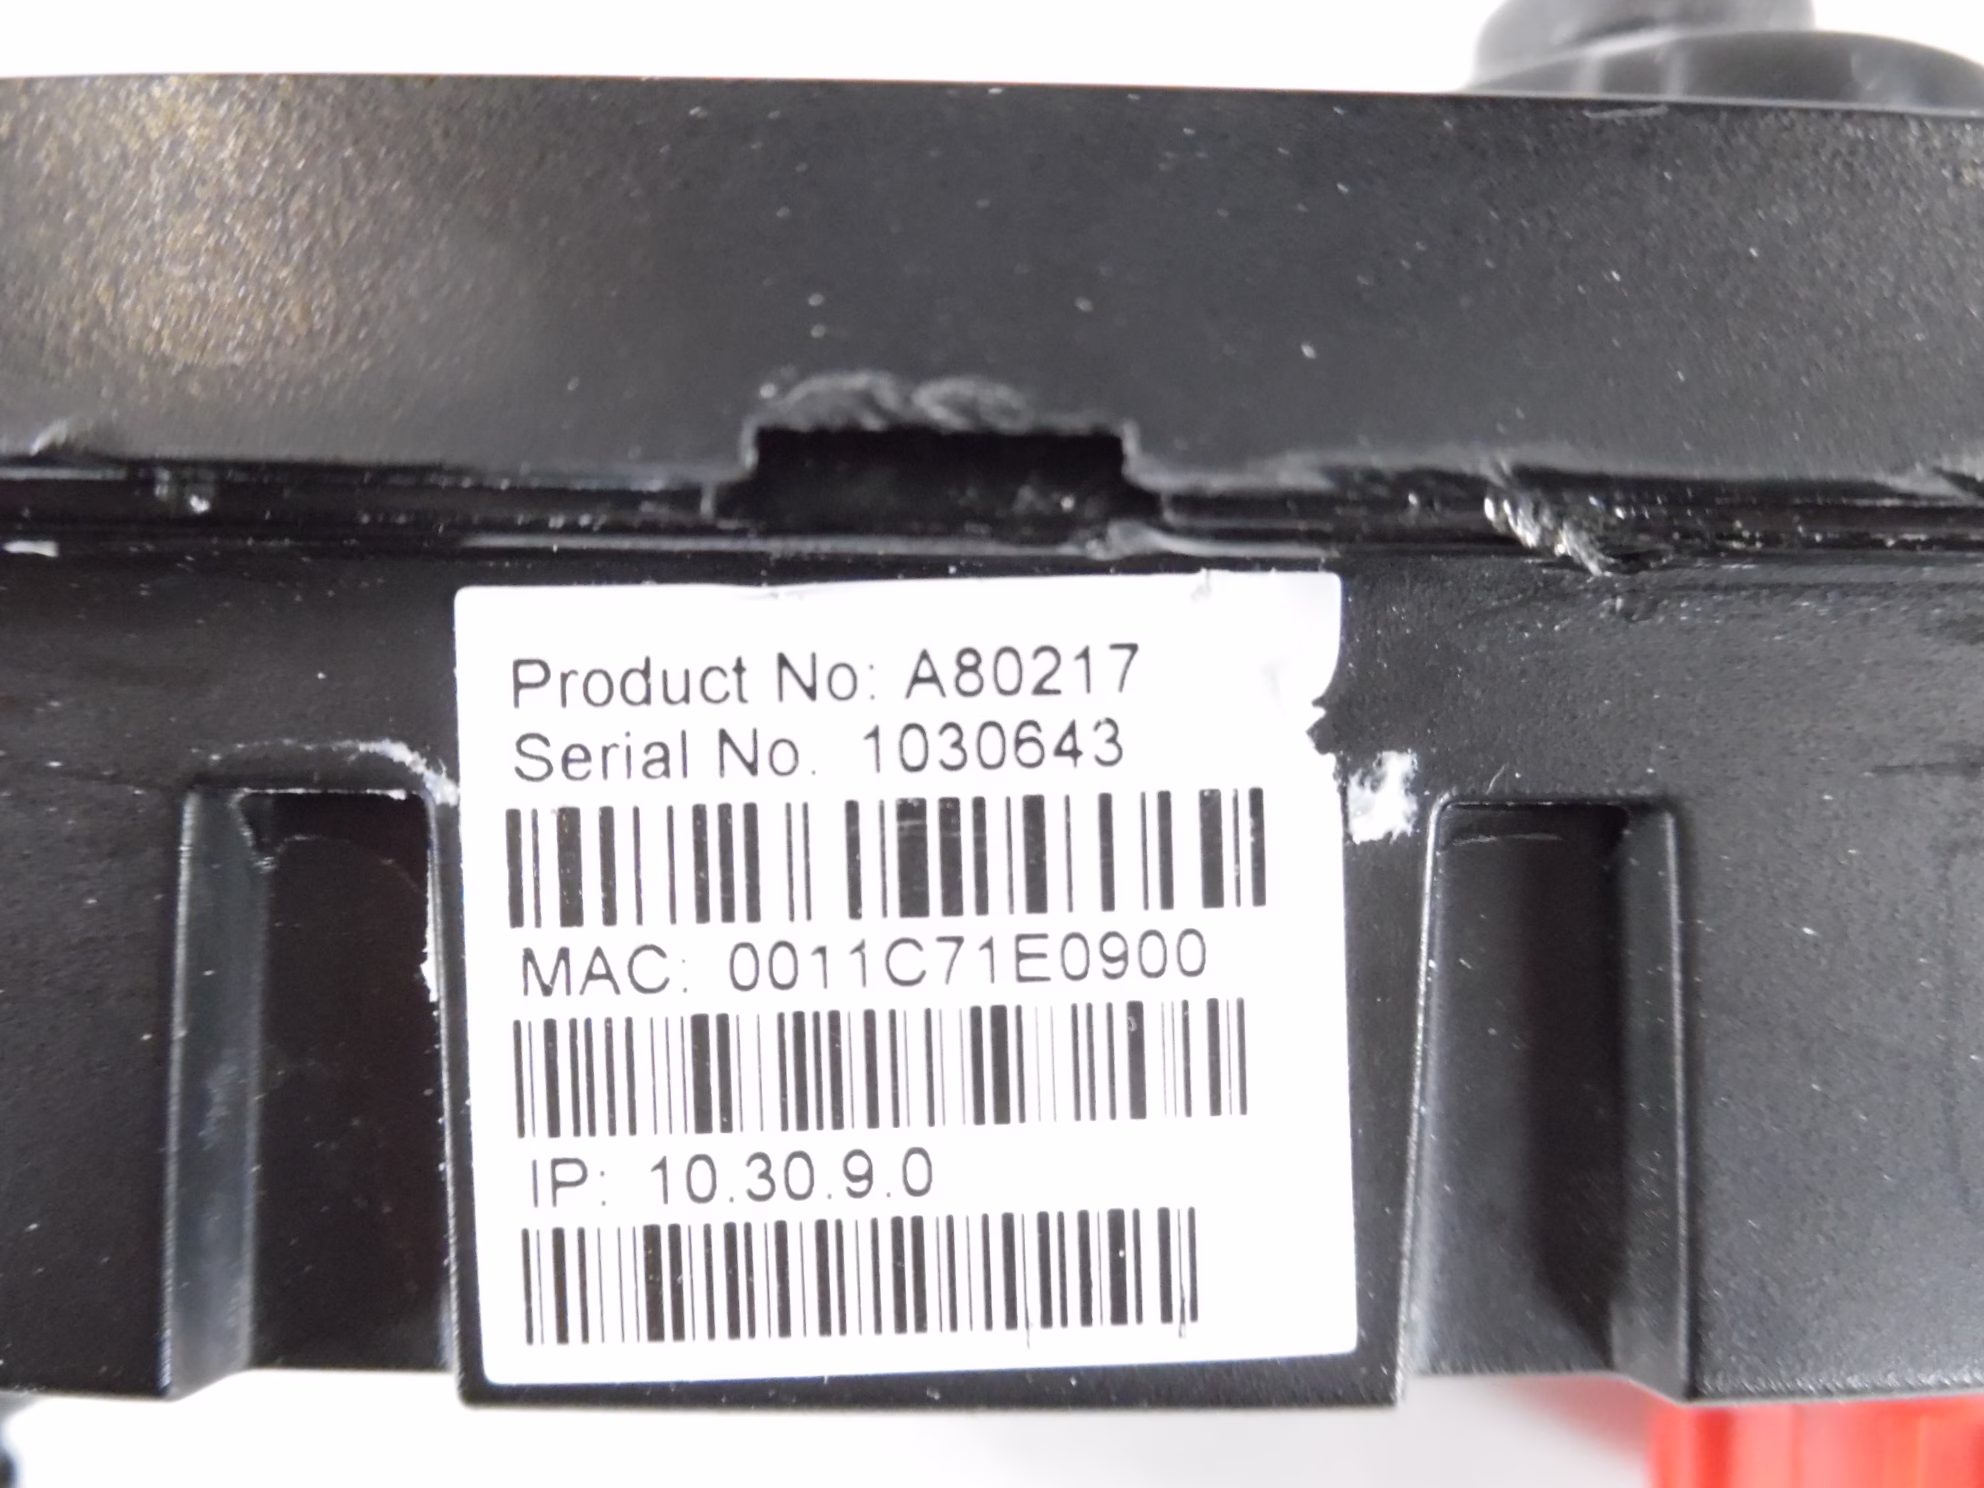 Product No: A80217
Serial No. 1030643
MAC: 0011C71E0900
IP: 10.30.9.0